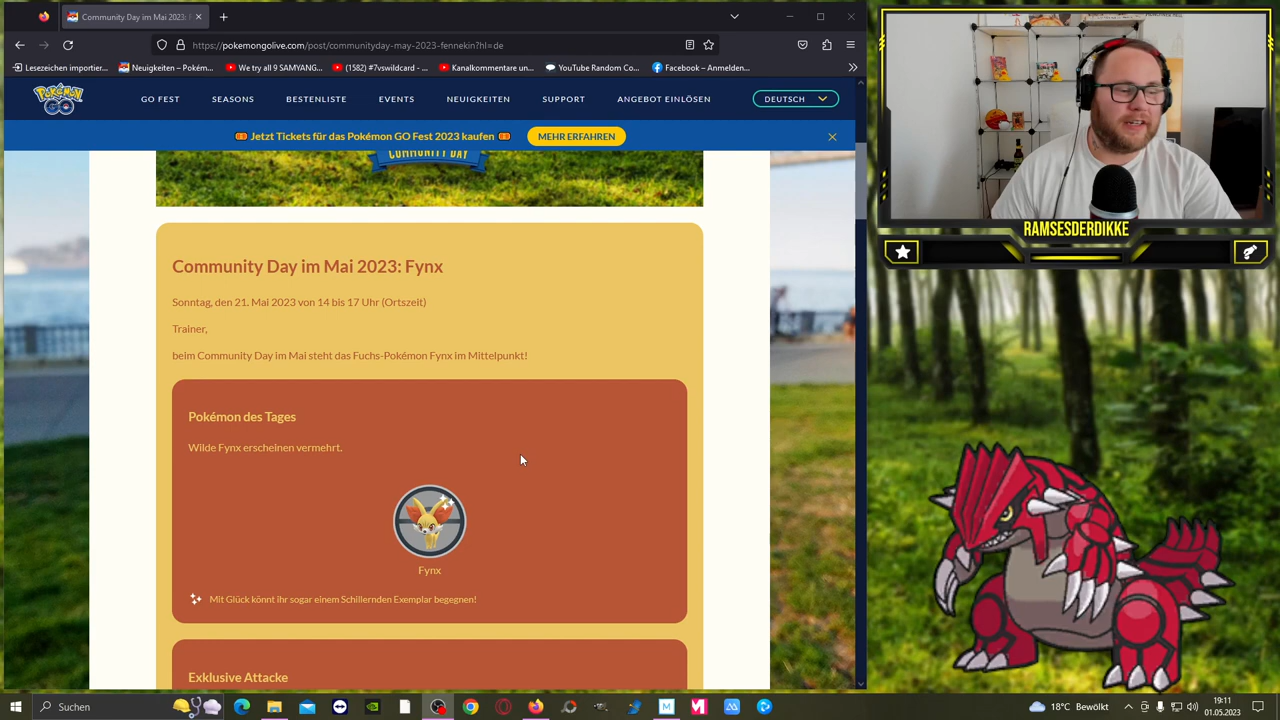 Community Day im Mai 2023: F
https://pokemongolive.com/post/communityday-may-2023-fennekin?hl=de
Lesezeichen importier...
Neuigkeiten – Pokém...
We try all 9 SAMYANG...
Kanalkommentare un...
YouTube Random Co...
Facebook – Anmelden...
POKÉMON GO
GO FEST
SEASONS
BESTENLISTE
EVENTS
NEUIGKEITEN
SUPPORT
ANGEBOT EINLÖSEN
DEUTSCH
Jetzt Tickets für das Pokémon GO Fest 2023 kaufen
MEHR ERFAHREN
COMMUNITY DAY
Community Day im Mai 2023: Fynx
Sonntag, den 21. Mai 2023 von 14 bis 17 Uhr (Ortszeit)
Trainer,
beim Community Day im Mai steht das Fuchs-Pokémon Fynx im Mittelpunkt!
Pokémon des Tages
Wilde Fynx erscheinen vermehrt.
Fynx
Mit Glück könnt ihr sogar einem Schillernden Exemplar begegnen!
Exklusive Attacke
RAMSESDERDIKKE
Suchen
18°C Bewölkt
19:11
01.05.2023